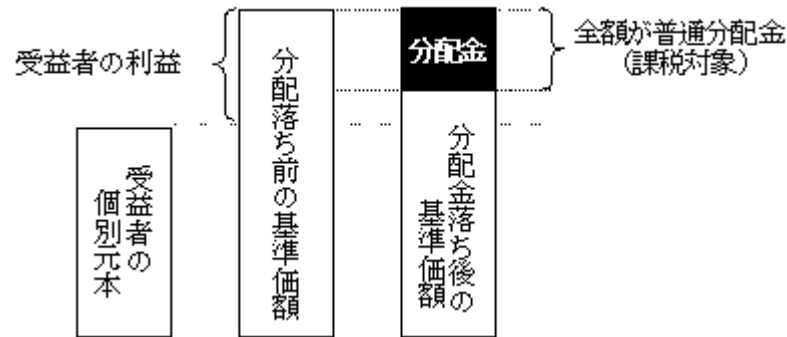 受益者の利益
受益者の
個別元本
分配落ち前の基準価額
分配金
分配金落ち後の
基準価額
全額が普通分配金
(課税対象)